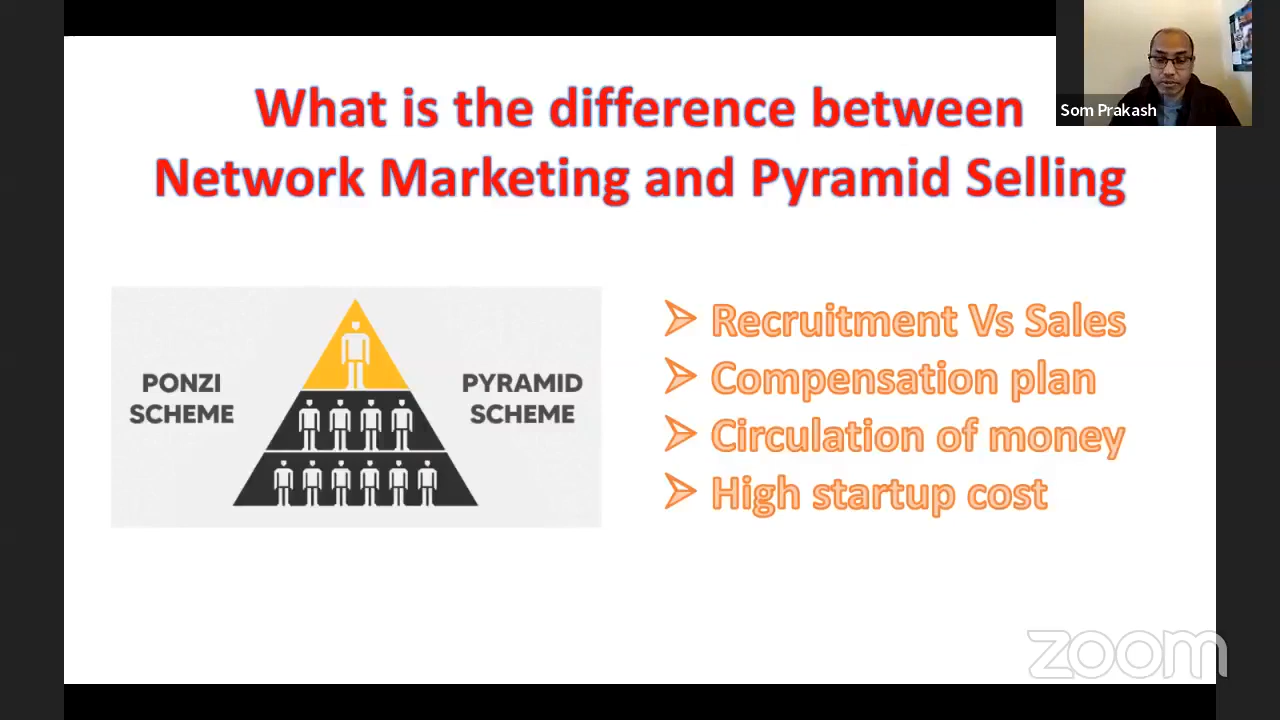 What is the difference between
Network Marketing and Pyramid Selling
Som Prakash
PONZI
SCHEME
PYRAMID
SCHEME
Recruitment Vs Sales
Compensation plan
Circulation of money
High startup cost
zoom